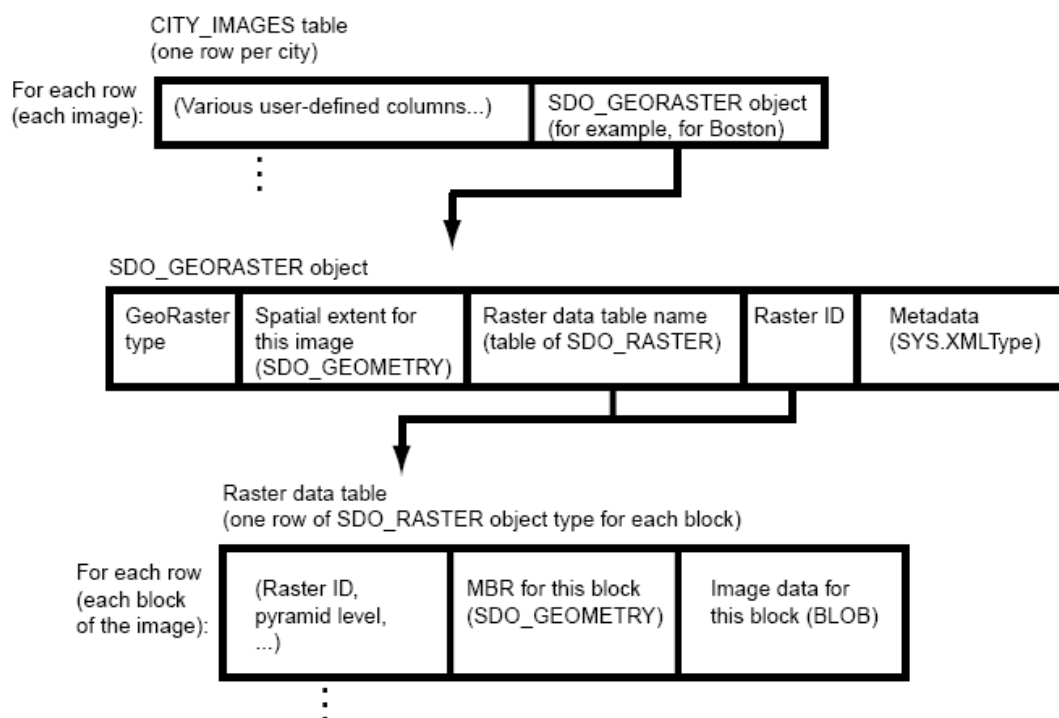 CITY_IMAGES table
(one row per city)
For each row
(each image):
(Various user-defined columns...)
SDO_GEORASTER object
(for example, for Boston)
SDO_GEORASTER object
GeoRaster
type
Spatial extent for
this image
(SDO_GEOMETRY)
Raster data table name
(table of SDO_RASTER)
Raster ID
Metadata
(SYS.XMLType)
Raster data table
(one row of SDO_RASTER object type for each block)
For each row
(each block
of the image):
(Raster ID,
pyramid level,
...)
MBR for this block
(SDO_GEOMETRY)
Image data for
this block (BLOB)